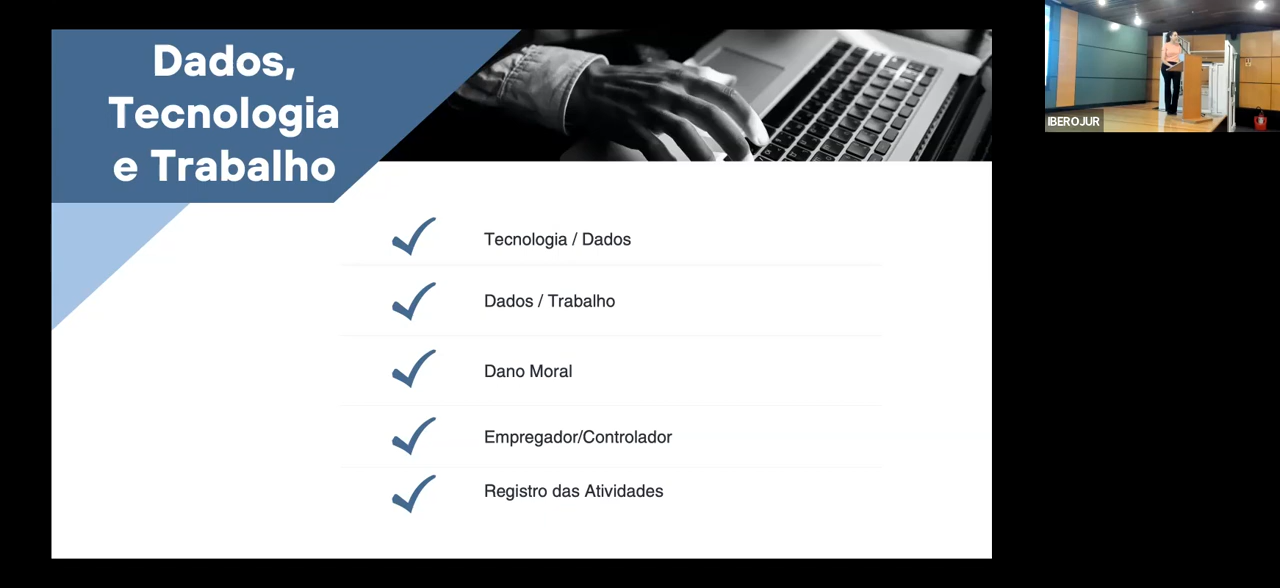 Dados,
Tecnologia
e Trabalho
Tecnologia / Dados
Dados / Trabalho
Dano Moral
Empregador/Controlador
Registro das Atividades
IBEROJUR